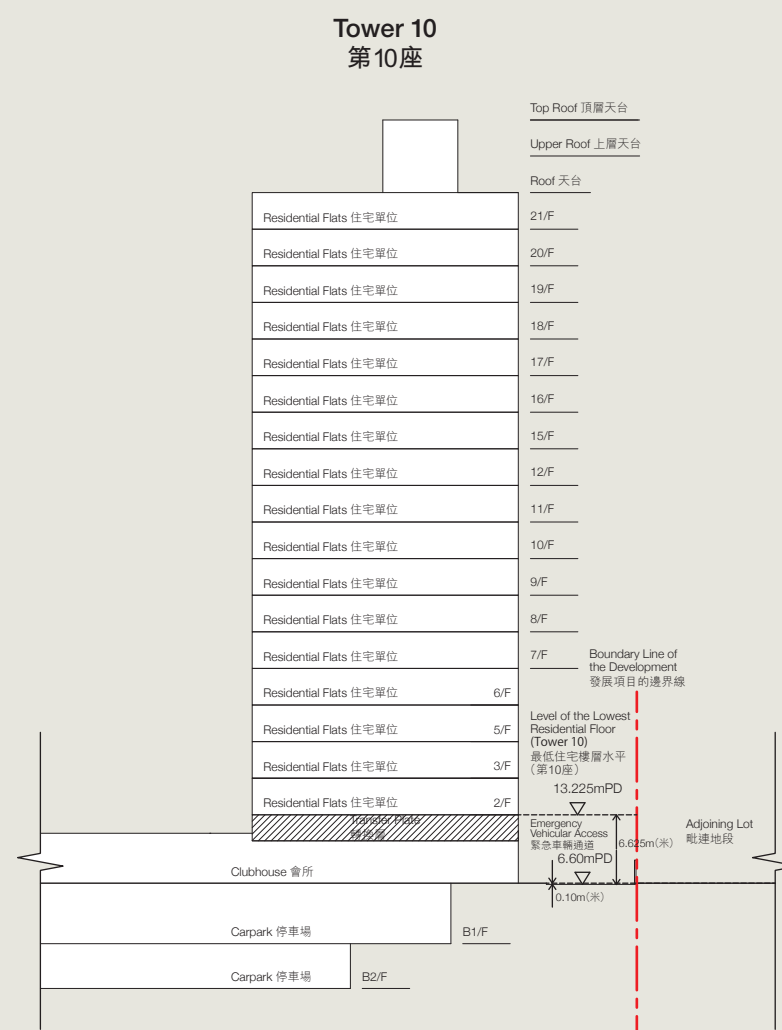 Tower 10
第10座
Top Roof 頂層天台
Upper Roof 上層天台
Roof 天台
Residential Flats 住宅單位 21/F
Residential Flats 住宅單位 20/F
Residential Flats 住宅單位 19/F
Residential Flats 住宅單位 18/F
Residential Flats 住宅單位 17/F
Residential Flats 住宅單位 16/F
Residential Flats 住宅單位 15/F
Residential Flats 住宅單位 12/F
Residential Flats 住宅單位 11/F
Residential Flats 住宅單位 10/F
Residential Flats 住宅單位 9/F
Residential Flats 住宅單位 8/F
Residential Flats 住宅單位 7/F
Boundary Line of
the Development
發展項目的邊界線
Residential Flats 住宅單位 6/F
Residential Flats 住宅單位 5/F
Residential Flats 住宅單位 3/F
Residential Flats 住宅單位 2/F
Level of the Lowest
Residential Floor
(Tower 10)
最低住宅樓層水平
(第10座)
13.225mPD
Transfer Plate
轉換層
Emergency
Vehicular Access
緊急車輛通道
6.625m(米)
6.60mPD
0.10m(米)
Adjoining Lot
毗連地段
Clubhouse 會所
Carpark 停車場 B1/F
Carpark 停車場 B2/F